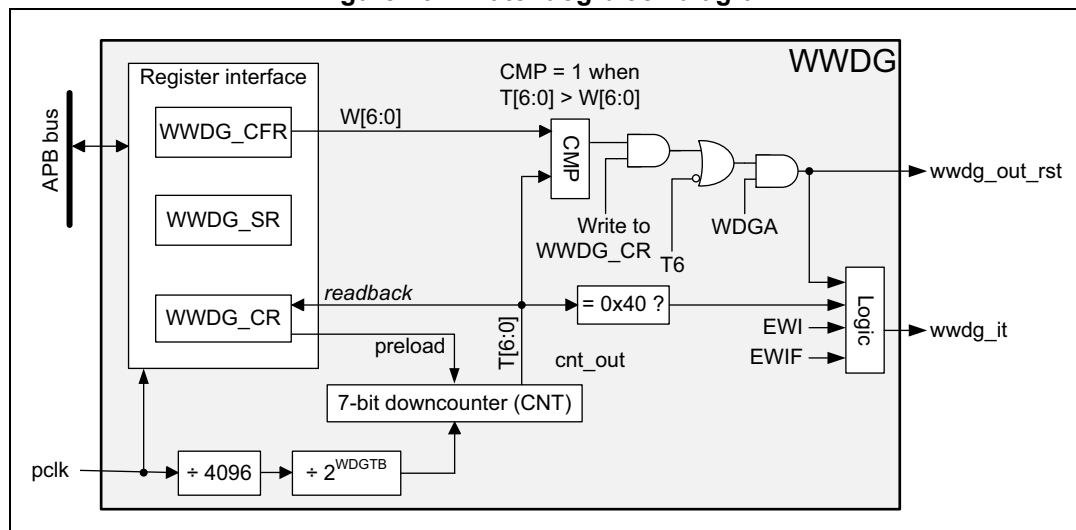 WWDG
Register interface
CMP = 1 when
T[6:0] > W[6:0]
APB bus
WWDG_CFR
W[6:0]
CMP
wwdg_out_rst
WWDG_SR
Write to
WWDG_CR
T6
WDGA
readback
= 0x40 ?
WWDG_CR
preload
T[6:0]
cnt_out
EWI
EWIF
Logic
wwdg_it
7-bit downcounter (CNT)
pclk
÷ 4096
÷ 2^WDGTB